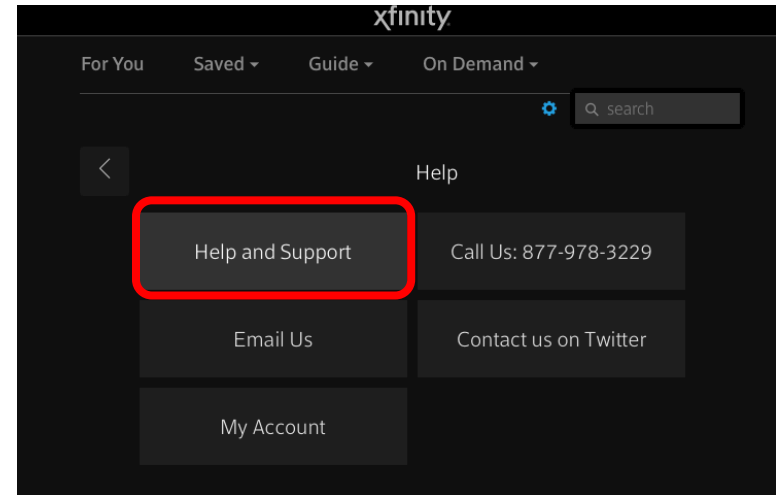 xfinity
For You Saved Guide On Demand
search
Help
Help and Support Call Us: 877-978-3229
Email Us Contact us on Twitter
My Account